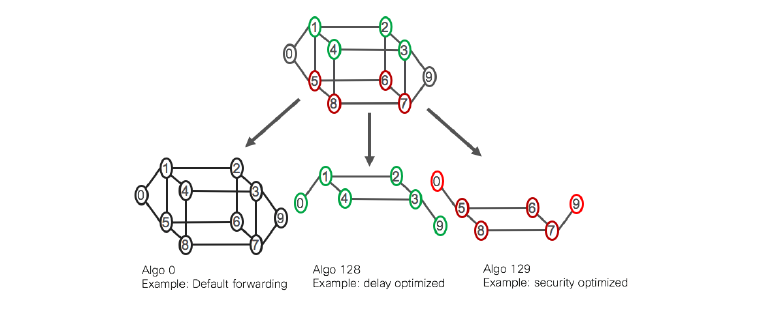 1 2
4 3
0 9
5 6
8 7
1 2
4 3
0 9
5 6
8 7
1 2
0 4 3
9
0 9
5 6
8 7
Algo 0
Example: Default forwarding
Algo 128
Example: delay optimized
Algo 129
Example: security optimized